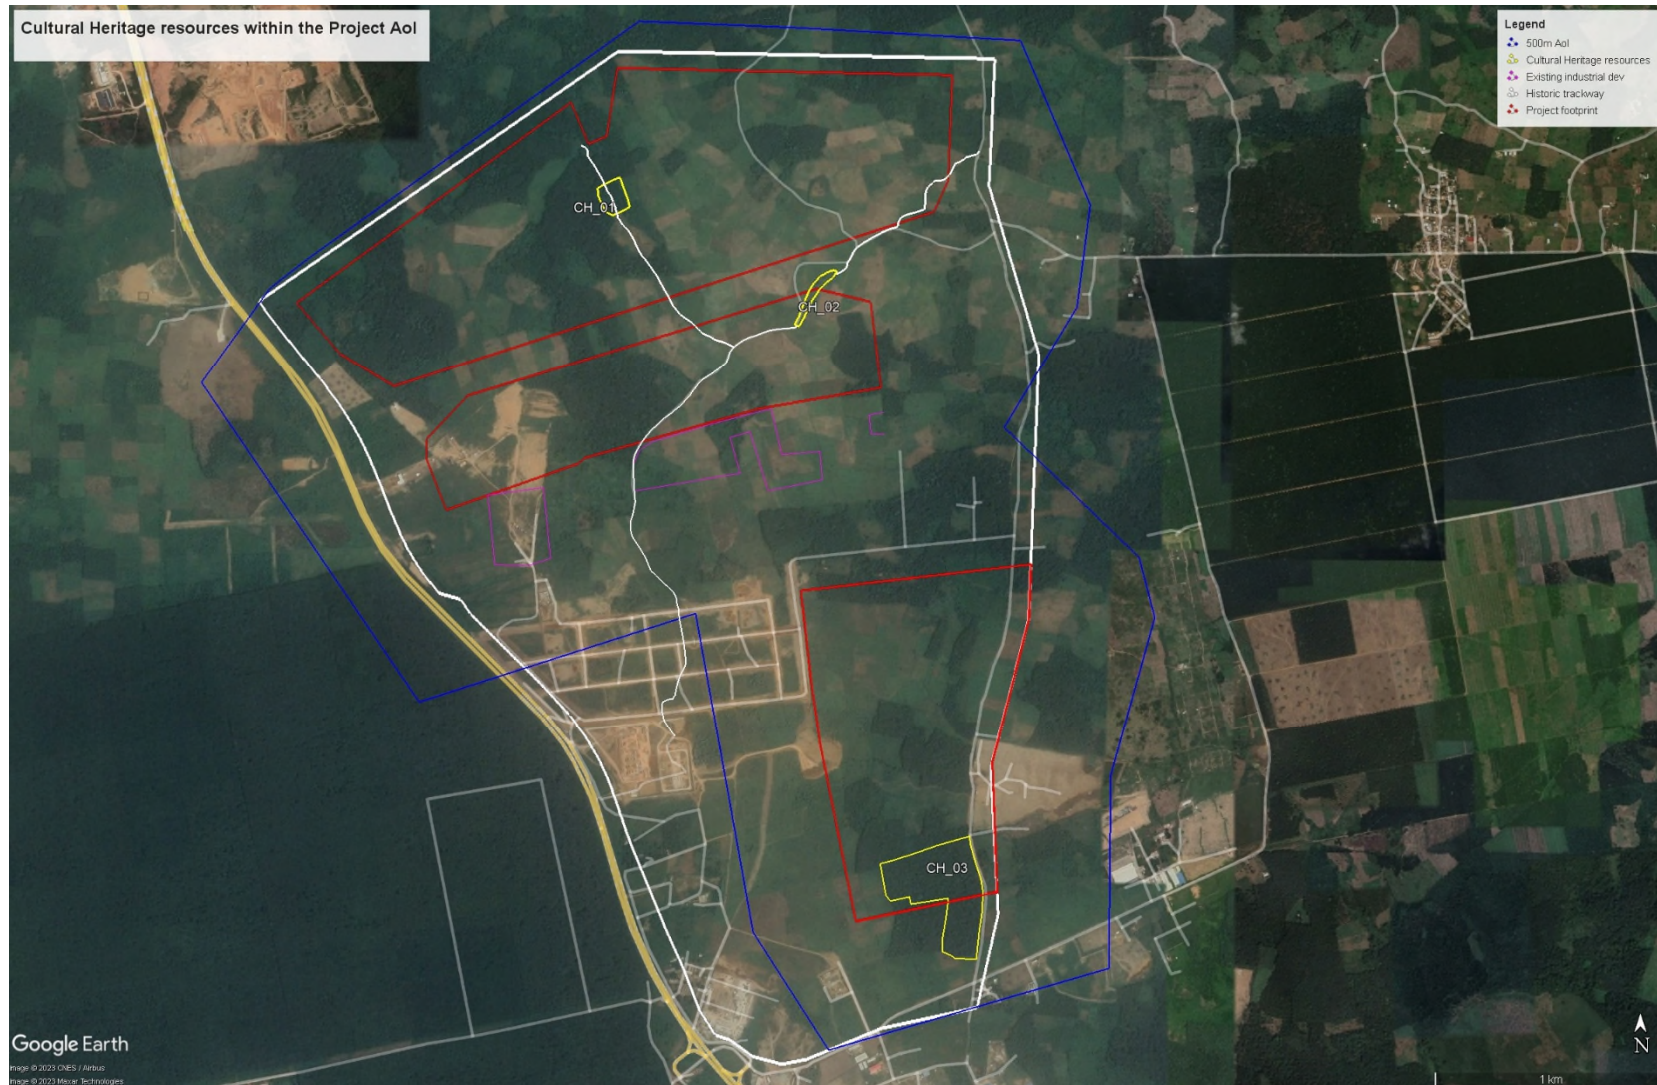 Cultural Heritage resources within the Project AoI
Legend
500m AoI
Cultural Heritage resources
Existing industrial dev
Historic trackway
Project footprint
CH_01
CH_02
CH_03
Google Earth
N
Image © 2023 CNES / Airbus
Image © 2023 Maxar Technologies
1 km